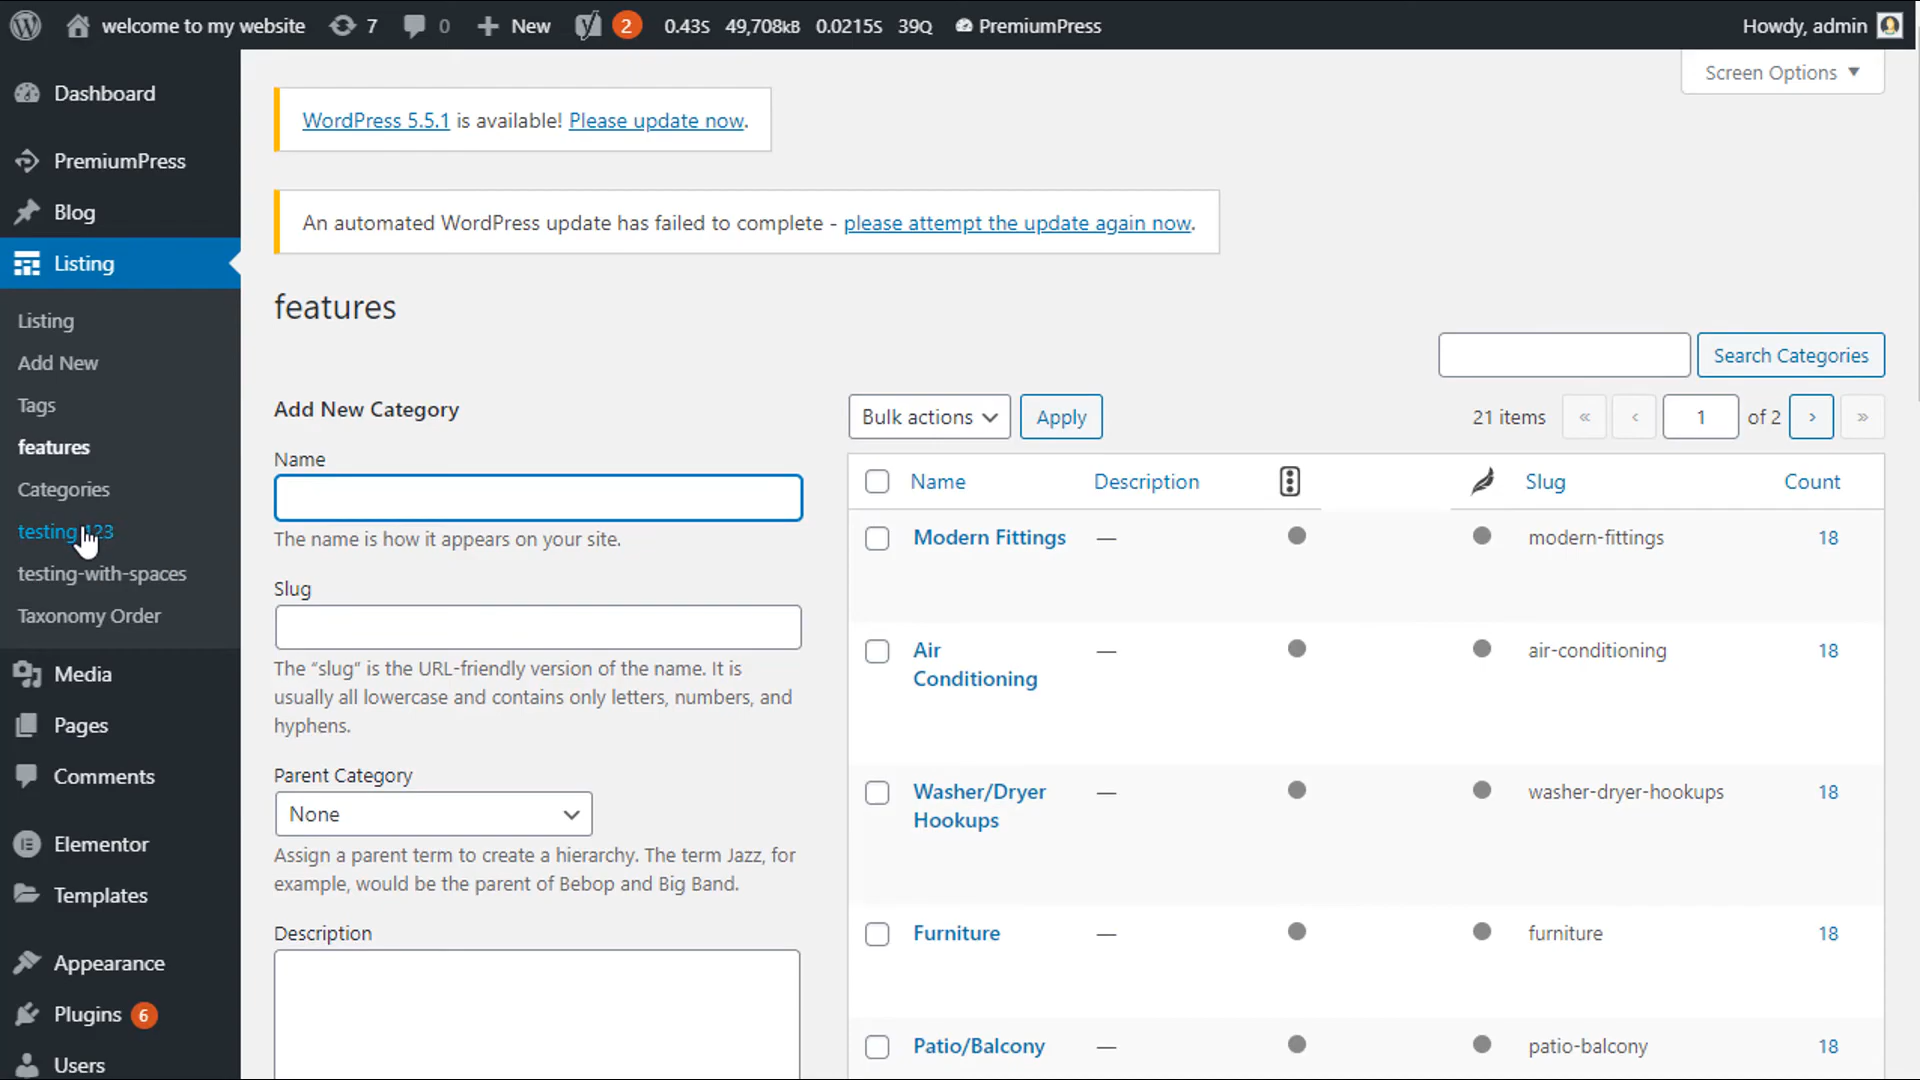 welcome to my website 7 0 New 2 0.43S 49,708KB 0.0215S 39Q PremiumPress Howdy, admin
Screen Options
Dashboard
PremiumPress
Blog
Listing
Listing
Add New
Tags
features
Categories
testing 123
testing-with-spaces
Taxonomy Order
Media
Pages
Comments
Elementor
Templates
Appearance
Plugins 6
Users
WordPress 5.5.1 is available! Please update now.
An automated WordPress update has failed to complete - please attempt the update again now.
features
Search Categories
Add New Category
Name
The name is how it appears on your site.
Slug
The “slug” is the URL-friendly version of the name. It is
usually all lowercase and contains only letters, numbers, and
hyphens.
Parent Category
None
Assign a parent term to create a hierarchy. The term Jazz, for
example, would be the parent of Bebop and Big Band.
Description
Bulk actions Apply 21 items « ‹ 1 of 2 › »
Name Description Slug Count
Modern Fittings — modern-fittings 18
Air
Conditioning — air-conditioning 18
Washer/Dryer
Hookups — washer-dryer-hookups 18
Furniture — furniture 18
Patio/Balcony — patio-balcony 18